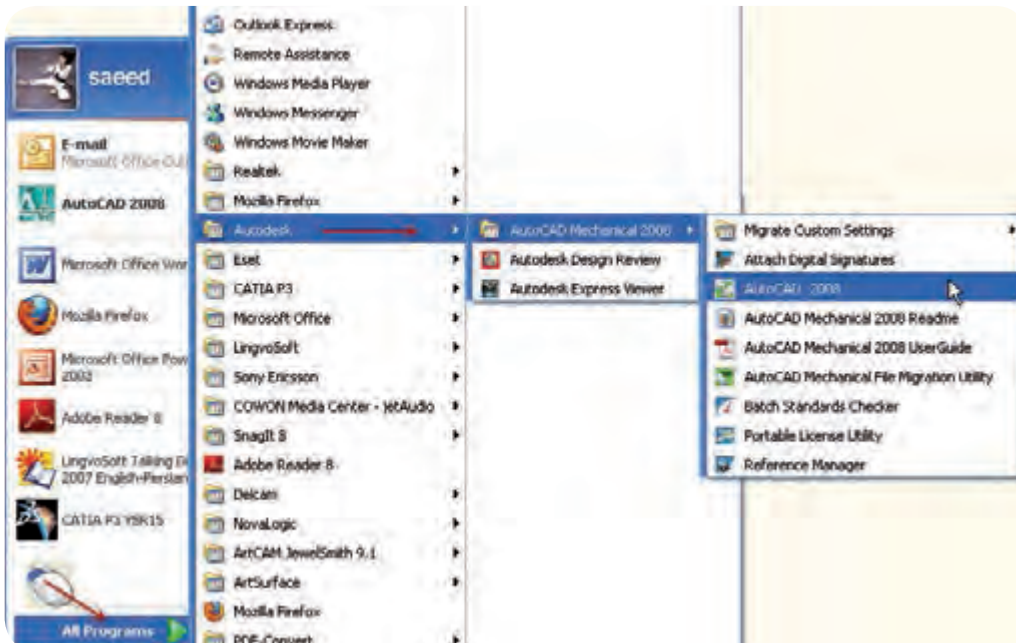 saeed
E-mail
Microsoft Office Outl
AutoCAD 2008
Microsoft Office Wor
Mozilla Firefox
Microsoft Office Pow
2003
Adobe Reader 8
LingvoSoft Talking Di
2007 English-Persian
CATIA P3 V5R15
All Programs
Outlook Express
Remote Assistance
Windows Media Player
Windows Messenger
Windows Movie Maker
Realtek
Mozilla Firefox
Autodesk
Eset
CATIA P3
Microsoft Office
LingvoSoft
Sony Ericsson
COWON Media Center - JetAudio
SnagIt 8
Adobe Reader 8
Delcam
NovaLogic
ArtCAM JewelSmith 9.1
ArtSurface
Mozilla Firefox
PDF-Convert
AutoCAD Mechanical 2008
Autodesk Design Review
Autodesk Express Viewer
Migrate Custom Settings
Attach Digital Signatures
AutoCAD 2008
AutoCAD Mechanical 2008 Readme
AutoCAD Mechanical 2008 UserGuide
AutoCAD Mechanical File Migration Utility
Batch Standards Checker
Portable License Utility
Reference Manager